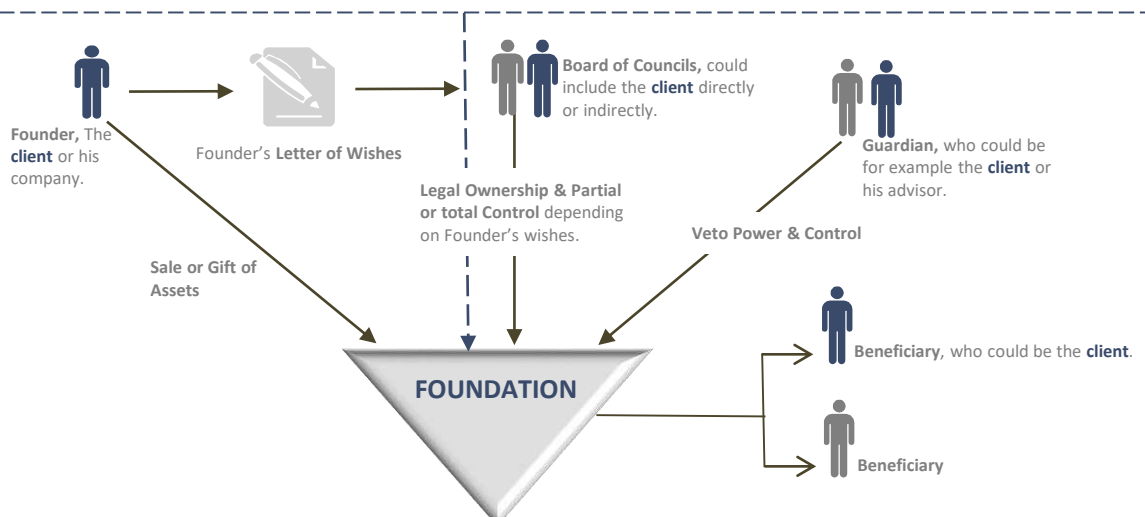 Founder, The
client or his
company.
Founder's Letter of Wishes
Board of Councils, could
include the client directly
or indirectly.
Guardian, who could be
for example the client or
his advisor.
Legal Ownership & Partial
or total Control depending
on Founder's wishes.
Veto Power & Control
Sale or Gift of
Assets
FOUNDATION
Beneficiary, who could be the client.
Beneficiary